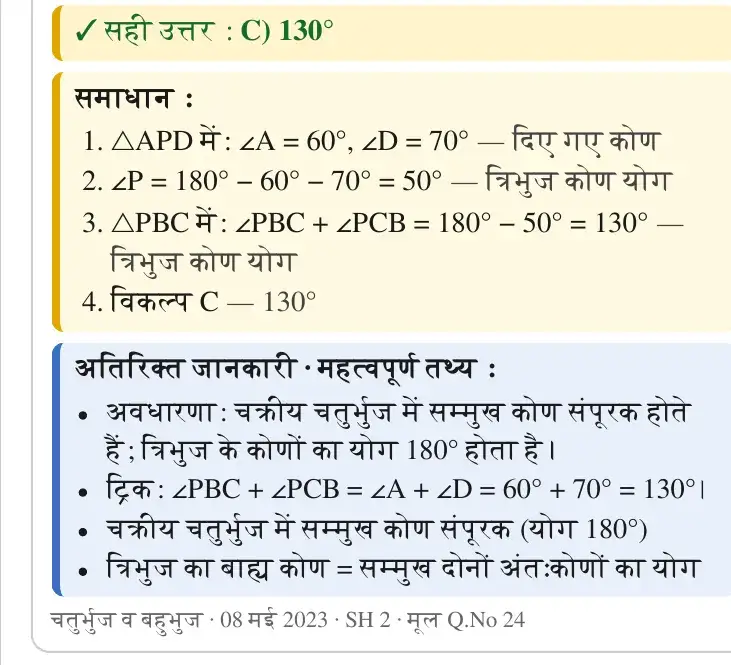 ✓ सही उत्तर : C) 130°
समाधान :
1. △APD में : ∠A = 60°, ∠D = 70° — दिए गए कोण
2. ∠P = 180° − 60° − 70° = 50° — त्रिभुज कोण योग
3. △PBC में : ∠PBC + ∠PCB = 180° − 50° = 130° —
त्रिभुज कोण योग
4. विकल्प C — 130°
अतिरिक्त जानकारी · महत्वपूर्ण तथ्य :
• अवधारणा : चक्रीय चतुर्भुज में सम्मुख कोण संपूरक होते
हैं ; त्रिभुज के कोणों का योग 180° होता है।
• ट्रिक : ∠PBC + ∠PCB = ∠A + ∠D = 60° + 70° = 130°।
• चक्रीय चतुर्भुज में सम्मुख कोण संपूरक (योग 180°)
• त्रिभुज का बाह्य कोण = सम्मुख दोनों अंतःकोणों का योग
चतुर्भुज व बहुभुज · 08 मई 2023 · SH 2 · मूल Q.No 24